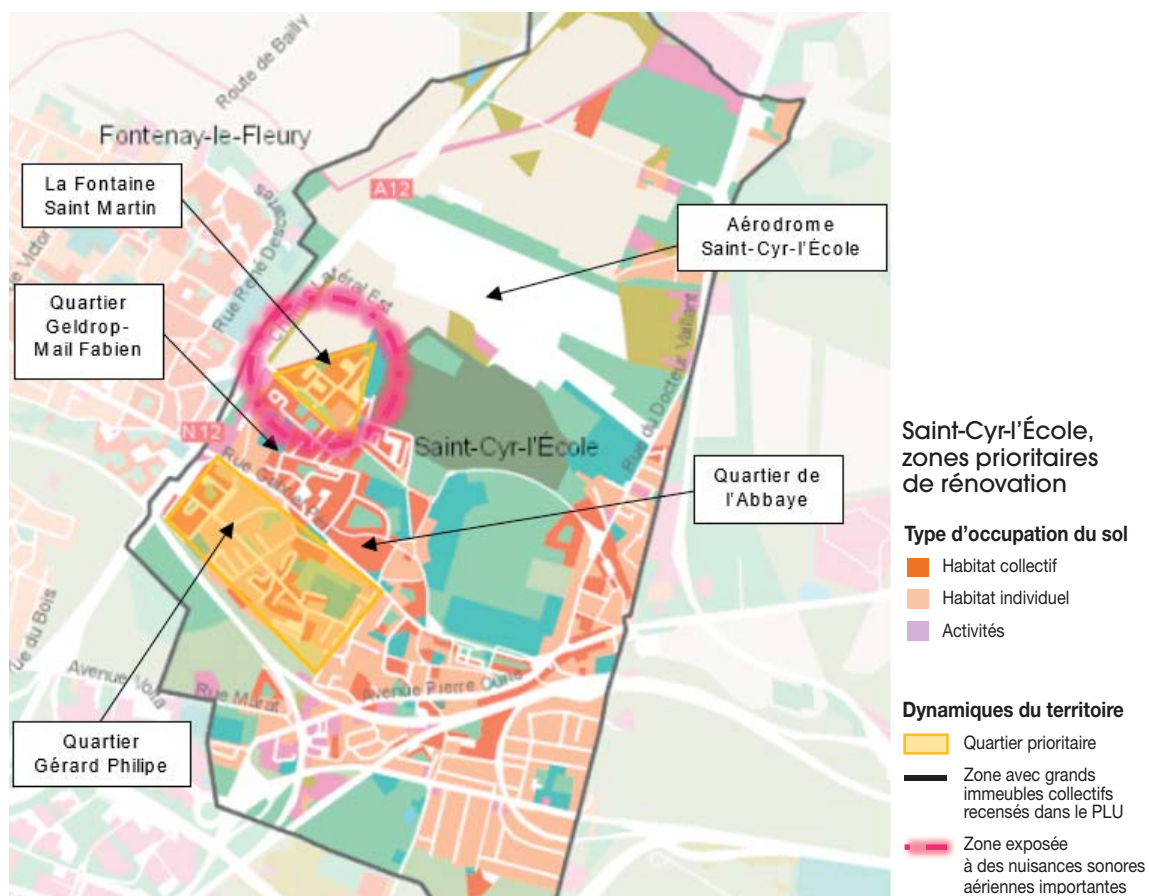 Route de Bailly
Fontenay-le-Fleury
La Fontaine
Saint Martin
A12
Aérodrome
Saint-Cyr-l'École
Rue Victor
Rue René Descartes
Quartier
Geldrop-
Mail Fabien
N 12
Saint-Cyr-l'École
Rue du Docteur Vaillant
Quartier de
l'Abbaye
Rue du Bois
Avenue
Rue Marat
Avenue Pierre Curie
Quartier
Gérard Philipe
Saint-Cyr-l'École,
zones prioritaires
de rénovation
Type d'occupation du sol
Habitat collectif
Habitat individuel
Activités
Dynamiques du territoire
Quartier prioritaire
Zone avec grands
immeubles collectifs
recensés dans le PLU
Zone exposée
à des nuisances sonores
aériennes importantes